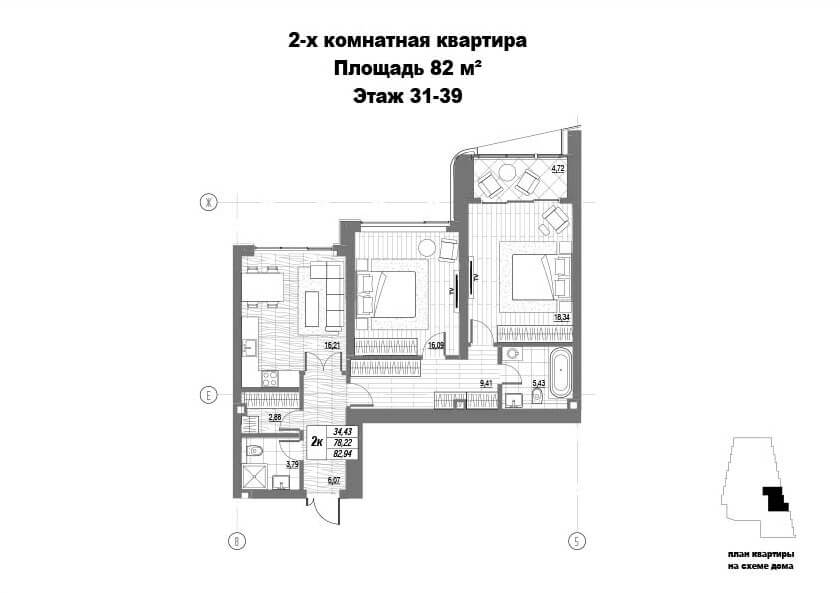 2-х комнатная квартира
Площадь 82 м²
Этаж 31-39
4,72
Ж
TV
TV
18,34
16,21
16,09
9,41
5,43
Е
2,88
2к
34,43
78,22
82,94
3,79
6,07
В
5
план квартиры
на схеме дома